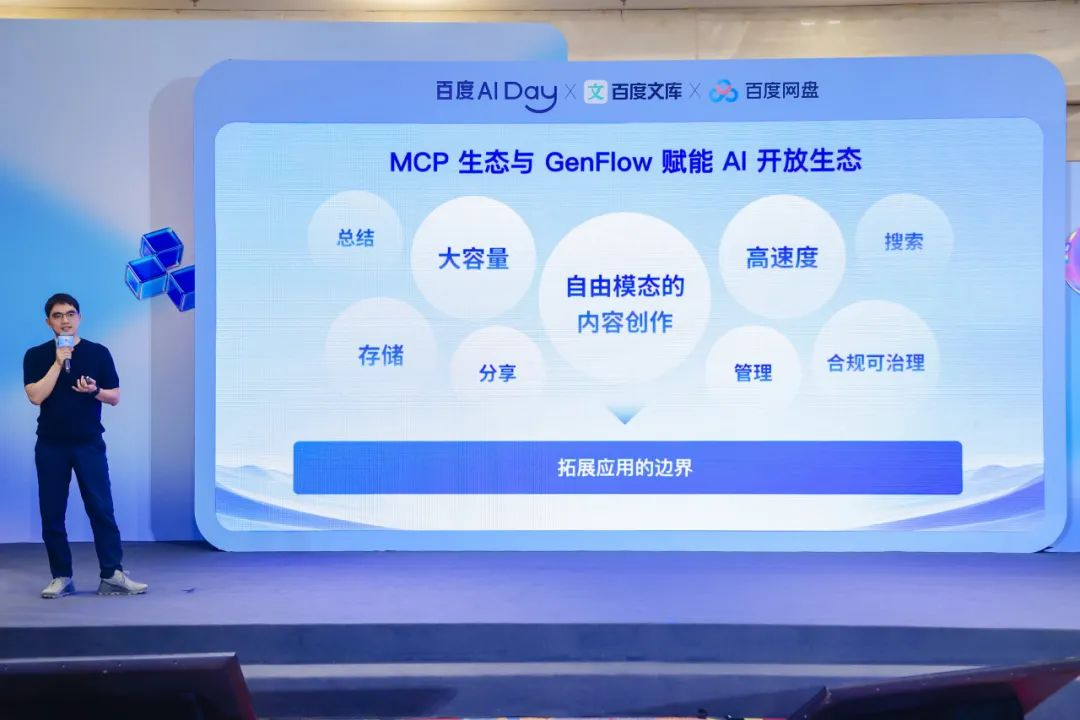 百度AI Day × 文 百度文库 × 百度网盘
MCP 生态与 GenFlow 赋能 AI 开放生态
总结
大容量
自由模态的
内容创作
高速度
搜索
存储
分享
管理
合规可治理
拓展应用的边界